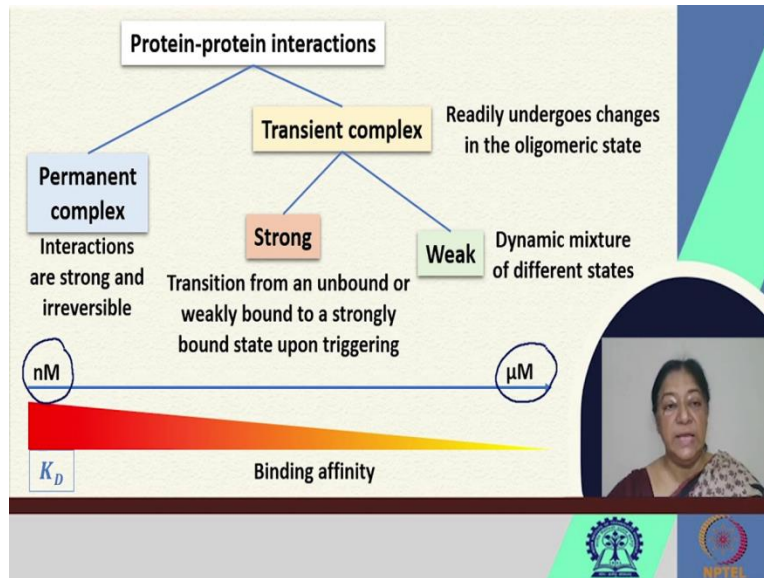 Protein-protein interactions
Transient complex
Readily undergoes changes
in the oligomeric state
Permanent
complex
Interactions
are strong and
irreversible
Strong
Transition from an unbound or
weakly bound to a strongly
bound state upon triggering
Weak
Dynamic mixture
of different states
nM
μM
K_D
Binding affinity
NPTEL